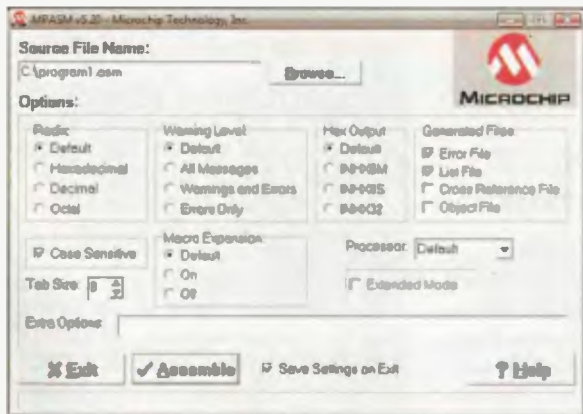 MPASM v5.20 - Microchip Technology, Inc.
Source File Name:
C:\program1.asm
Browse...
MICROCHIP
Options:
Radix:
Default
Hexadecimal
Decimal
Octal
Warning Level:
Default
All Messages
Warnings and Errors
Errors Only
Hex Output
Default
INHX8M
INHX8S
INHX32
Generated Files:
Error File
List File
Cross Reference File
Object File
Case Sensitive
Tab Size: 8
Macro Expansion
Default
On
Off
Processor: Default
Extended Mode
Extra Options:
Exit
Assemble
Save Settings on Exit
? Help